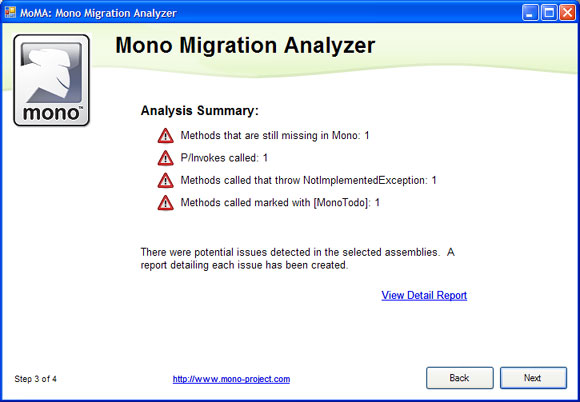 MoMA: Mono Migration Analyzer
Mono Migration Analyzer
mono™
Analysis Summary:
Methods that are still missing in Mono: 1
P/Invokes called: 1
Methods called that throw NotImplementedException: 1
Methods called marked with [MonoTodo]: 1
There were potential issues detected in the selected assemblies. A
report detailing each issue has been created.
View Detail Report
Step 3 of 4
http://www.mono-project.com
Back
Next